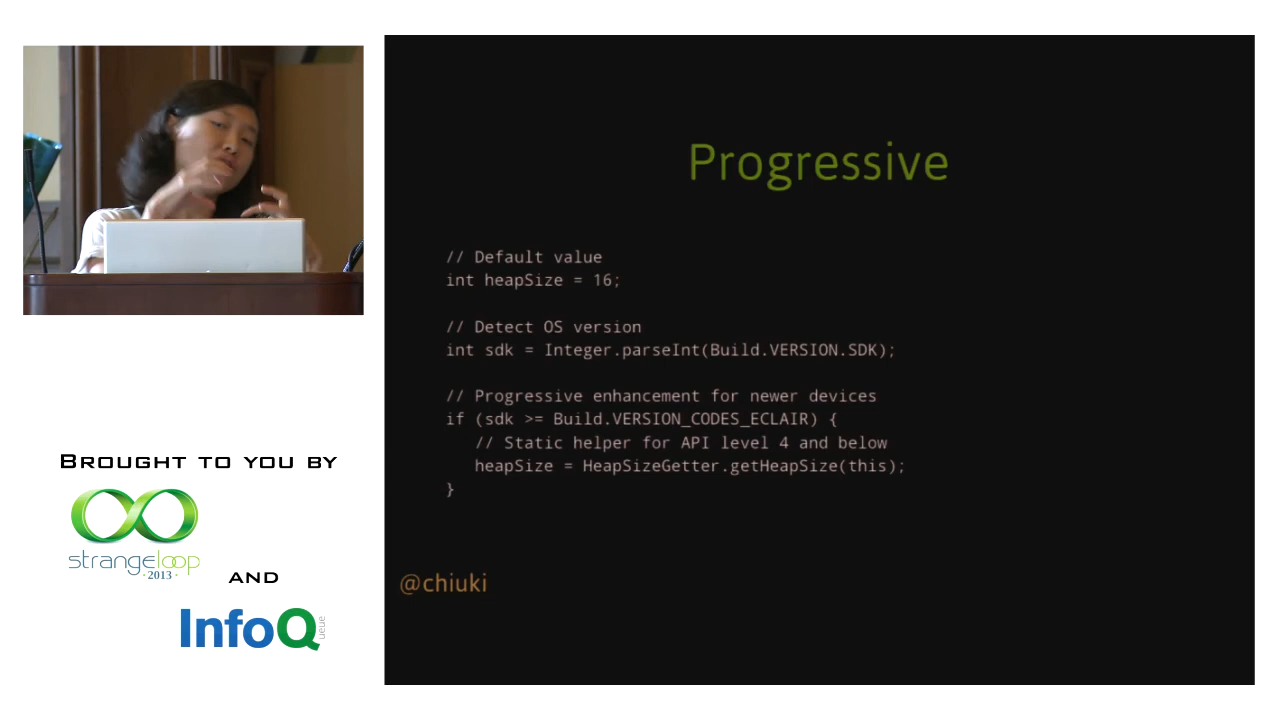 Progressive
// Default value
int heapSize = 16;
// Detect OS version
int sdk = Integer.parseInt(Build.VERSION.SDK);
// Progressive enhancement for newer devices
if (sdk >= Build.VERSION_CODES_ECLAIR) {
// Static helper for API level 4 and below
heapSize = HeapSizeGetter.getHeapSize(this);
}
@chiuki
BROUGHT TO YOU BY
strangeloop
·2013·
AND
InfoQ
ueue